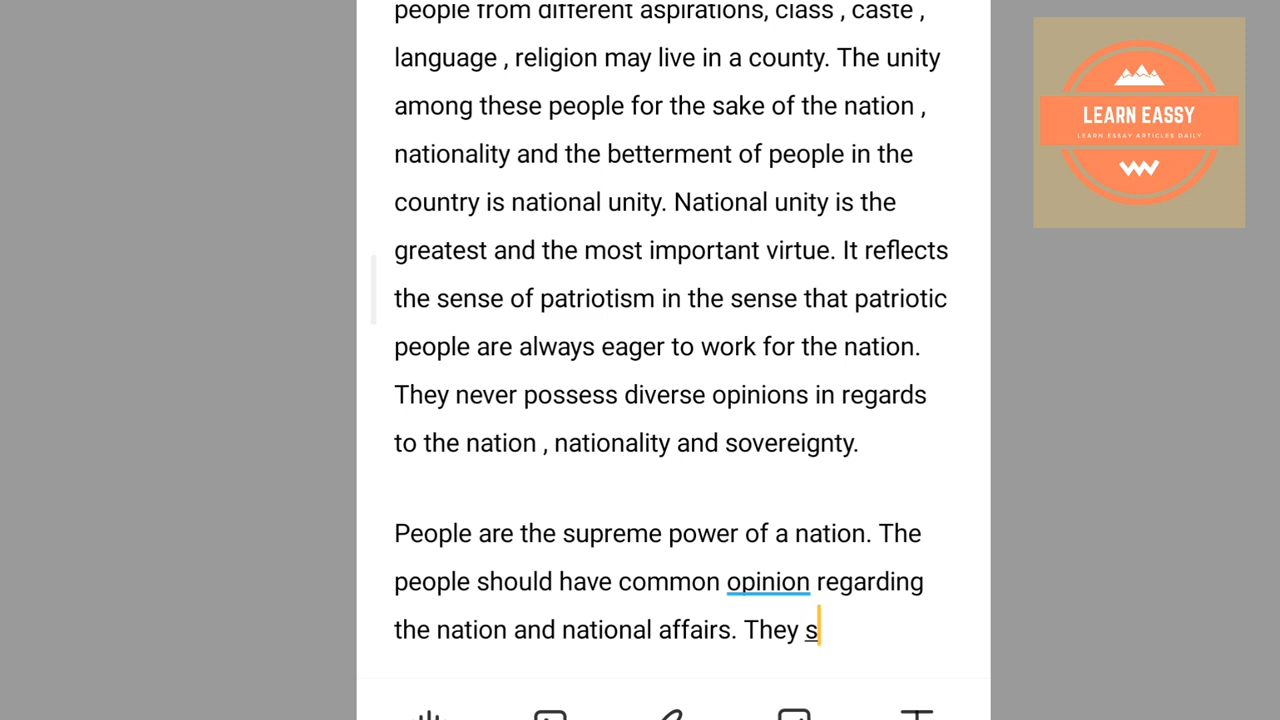 people from different aspirations, class , caste ,
language , religion may live in a county. The unity
among these people for the sake of the nation ,
nationality and the betterment of people in the
country is national unity. National unity is the
greatest and the most important virtue. It reflects
the sense of patriotism in the sense that patriotic
people are always eager to work for the nation.
They never possess diverse opinions in regards
to the nation , nationality and sovereignty.
People are the supreme power of a nation. The
people should have common opinion regarding
the nation and national affairs. They s
LEARN EASSY
LEARN ESSAY ARTICLES DAILY